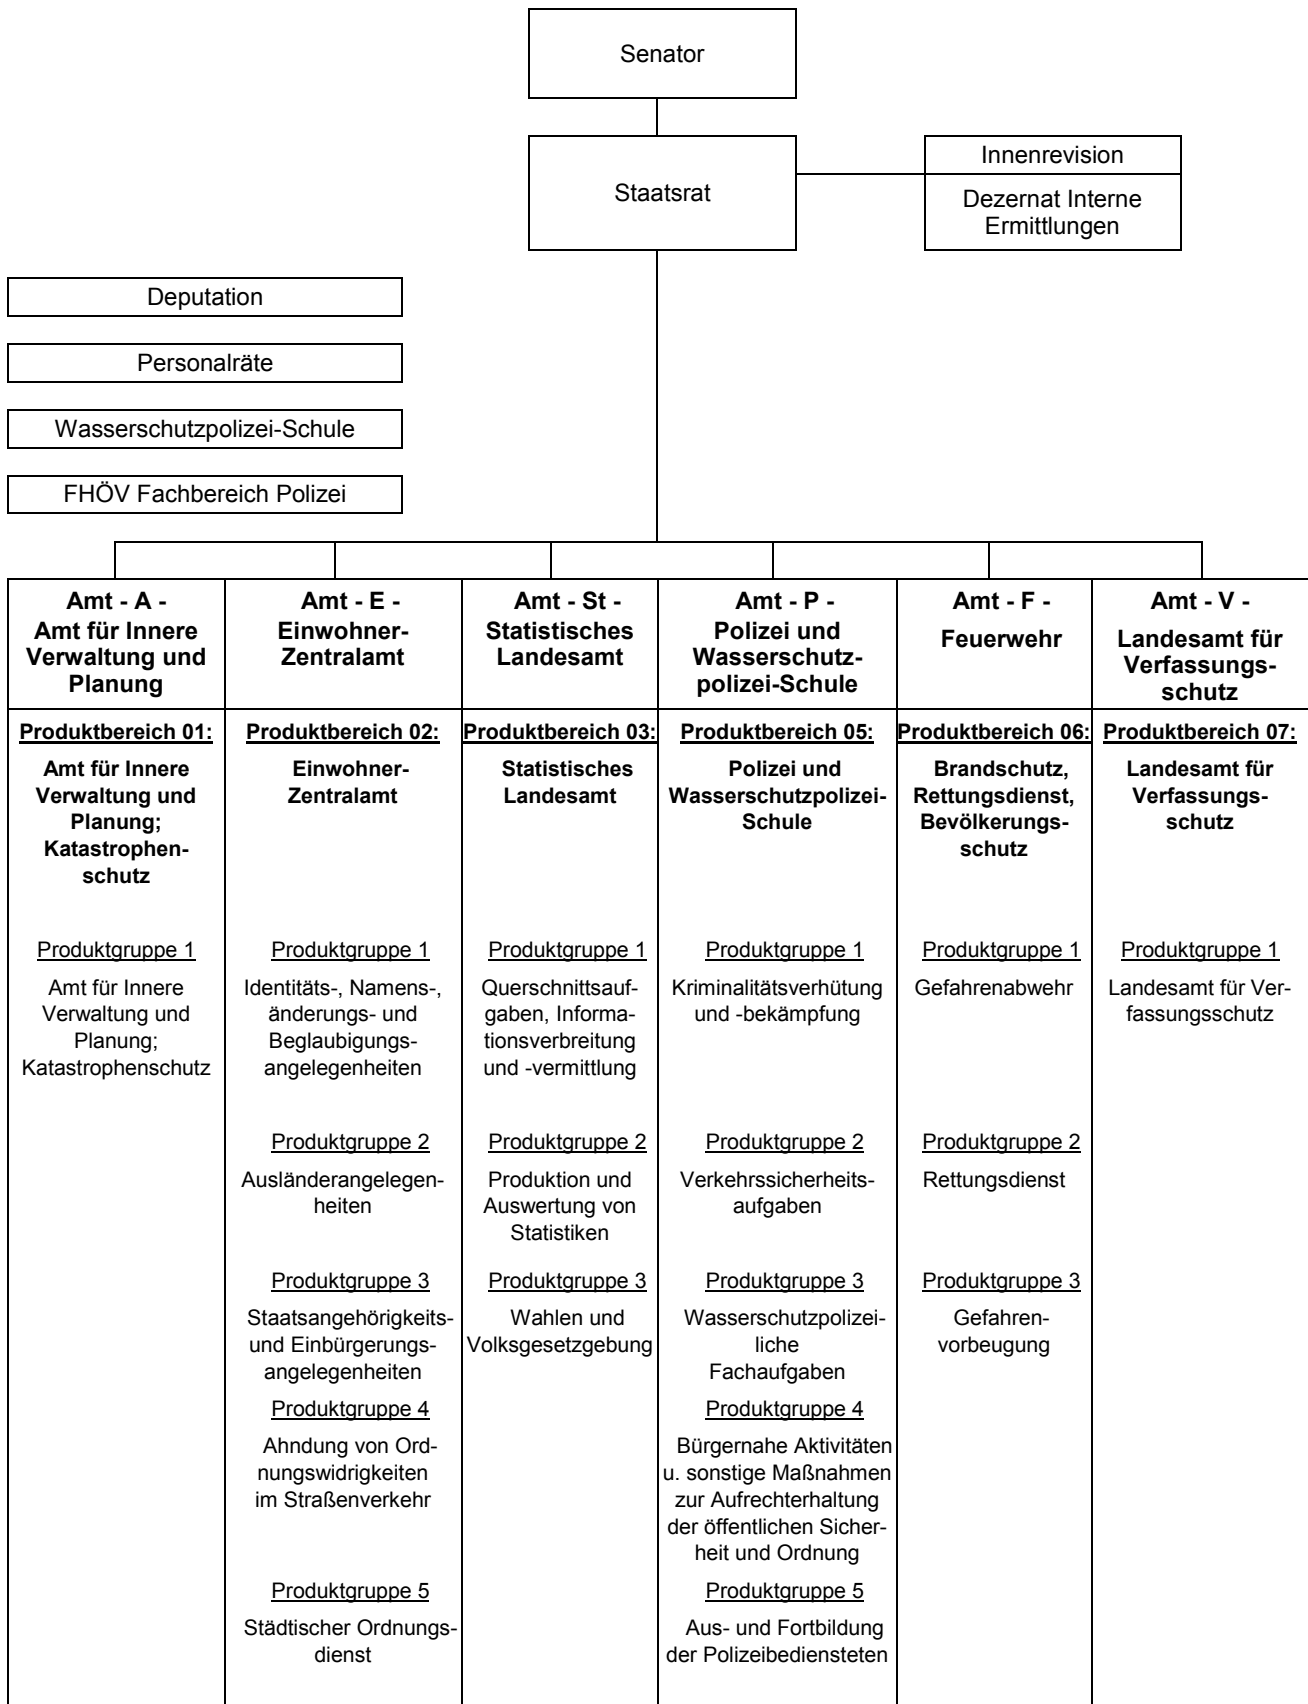 Senator
Staatsrat
Innenrevision
Dezernat Interne
Ermittlungen
Deputation
Personalräte
Wasserschutzpolizei-Schule
FHÖV Fachbereich Polizei
Amt - A -
Amt für Innere
Verwaltung und
Planung
Amt - E -
Einwohner-
Zentralamt
Amt - St -
Statistisches
Landesamt
Amt - P -
Polizei und
Wasserschutz-
polizei-Schule
Amt - F -
Feuerwehr
Amt - V -
Landesamt für
Verfassungs-
schutz
Produktbereich 01:
Amt für Innere
Verwaltung und
Planung;
Katastrophen-
schutz
Produktgruppe 1
Amt für Innere
Verwaltung und
Planung;
Katastrophenschutz
Produktbereich 02:
Einwohner-
Zentralamt
Produktgruppe 1
Identitäts-, Namens-,
änderungs- und
Beglaubigungs-
angelegenheiten
Produktgruppe 2
Ausländerangelegen-
heiten
Produktgruppe 3
Staatsangehörigkeits-
und Einbürgerungs-
angelegenheiten
Produktgruppe 4
Ahndung von Ord-
nungswidrigkeiten
im Straßenverkehr
Produktgruppe 5
Städtischer Ordnungs-
dienst
Produktbereich 03:
Statistisches
Landesamt
Produktgruppe 1
Querschnittsauf-
gaben, Informa-
tionsverbreitung
und -vermittlung
Produktgruppe 2
Produktion und
Auswertung von
Statistiken
Produktgruppe 3
Wahlen und
Volksgesetzgebung
Produktbereich 05:
Polizei und
Wasserschutzpolizei-
Schule
Produktgruppe 1
Kriminalitätsverhütung
und -bekämpfung
Produktgruppe 2
Verkehrssicherheits-
aufgaben
Produktgruppe 3
Wasserschutzpolizei-
liche
Fachaufgaben
Produktgruppe 4
Bürgernahe Aktivitäten
u. sonstige Maßnahmen
zur Aufrechterhaltung
der öffentlichen Sicher-
heit und Ordnung
Produktgruppe 5
Aus- und Fortbildung
der Polizeibediensteten
Produktbereich 06:
Brandschutz,
Rettungsdienst,
Bevölkerungs-
schutz
Produktgruppe 1
Gefahrenabwehr
Produktgruppe 2
Rettungsdienst
Produktgruppe 3
Gefahren-
vorbeugung
Produktbereich 07:
Landesamt für
Verfassungs-
schutz
Produktgruppe 1
Landesamt für Ver-
fassungsschutz